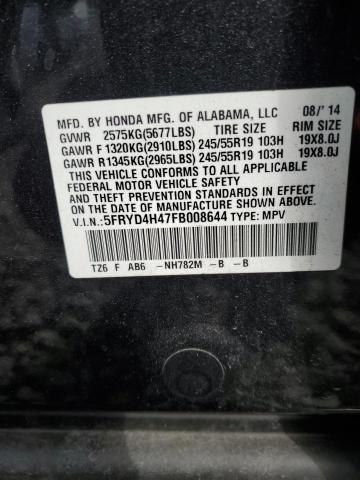 MFD. BY HONDA MFG. OF ALABAMA, LLC 08/'14
GVWR 2575KG(5677LBS) TIRE SIZE RIM SIZE
GAWR F 1320KG(2910LBS) 245/55R19 103H 19X8.0J
GAWR R1345KG(2965LBS) 245/55R19 103H 19X8.0J
THIS VEHICLE CONFORMS TO ALL APPLICABLE
FEDERAL MOTOR VEHICLE SAFETY AND
THEFT PREVENTION STANDARDS IN EFFECT ON
THE DATE OF MANUFACTURE SHOWN ABOVE.
V.I.N.:5FRYD4H47FB008644 TYPE: MPV
TZ6 F AB6 -NH782M -B -B